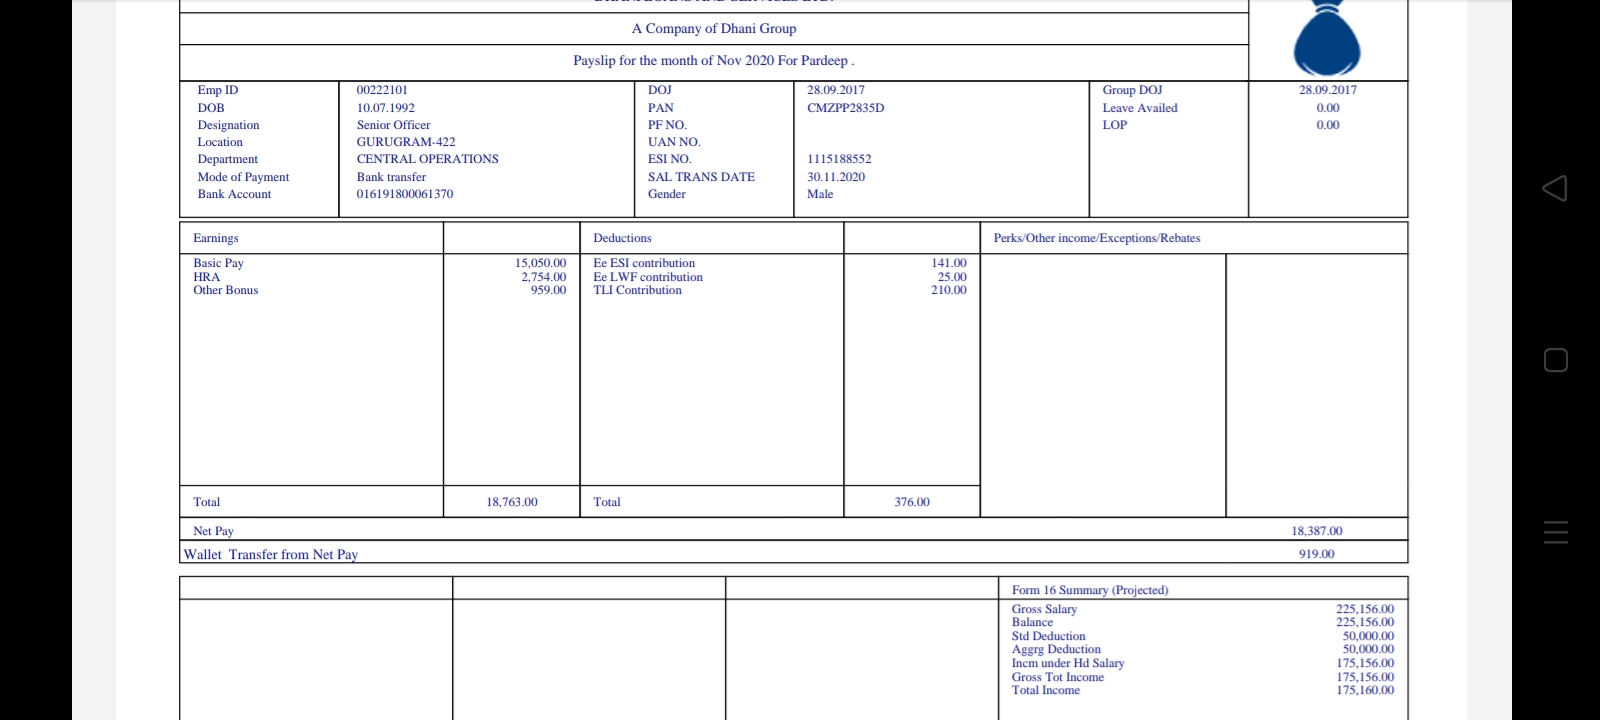 A Company of Dhani Group
Payslip for the month of Nov 2020 For Pardeep .
Emp ID 00222101 DOJ 28.09.2017 Group DOJ 28.09.2017
DOB 10.07.1992 PAN CMZPP2835D Leave Availed 0.00
Designation Senior Officer PF NO. LOP 0.00
Location GURUGRAM-422 UAN NO.
Department CENTRAL OPERATIONS ESI NO. 1115188552
Mode of Payment Bank transfer SAL TRANS DATE 30.11.2020
Bank Account 016191800061370 Gender Male
Earnings Deductions Perks/Other income/Exceptions/Rebates
Basic Pay 15,050.00 Ee ESI contribution 141.00
HRA 2,754.00 Ee LWF contribution 25.00
Other Bonus 959.00 TLI Contribution 210.00
Total 18,763.00 Total 376.00
Net Pay 18,387.00
Wallet Transfer from Net Pay 919.00
Form 16 Summary (Projected)
Gross Salary 225,156.00
Balance 225,156.00
Std Deduction 50,000.00
Aggrg Deduction 50,000.00
Incm under Hd Salary 175,156.00
Gross Tot Income 175,156.00
Total Income 175,160.00